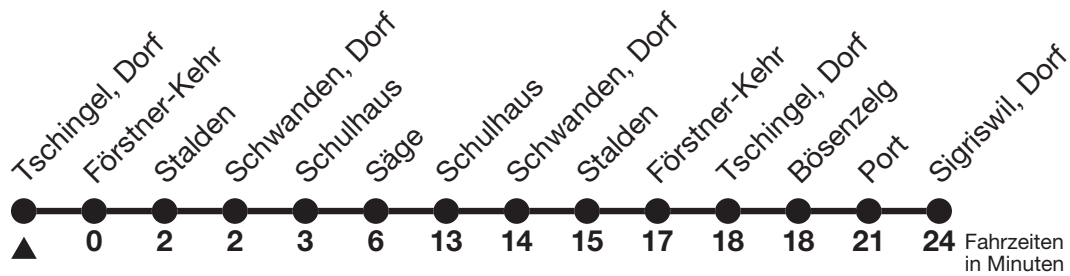 Tschingel, Dorf
Förstner-Kehr
Stalden
Schwanden, Dorf
Schulhaus
Säge
Schulhaus
Schwanden, Dorf
Stalden
Förstner-Kehr
Tschingel, Dorf
Bösenzelg
Port
Sigriswil, Dorf
0 2 2 3 6 13 14 15 17 18 18 21 24 Fahrzeiten
in Minuten